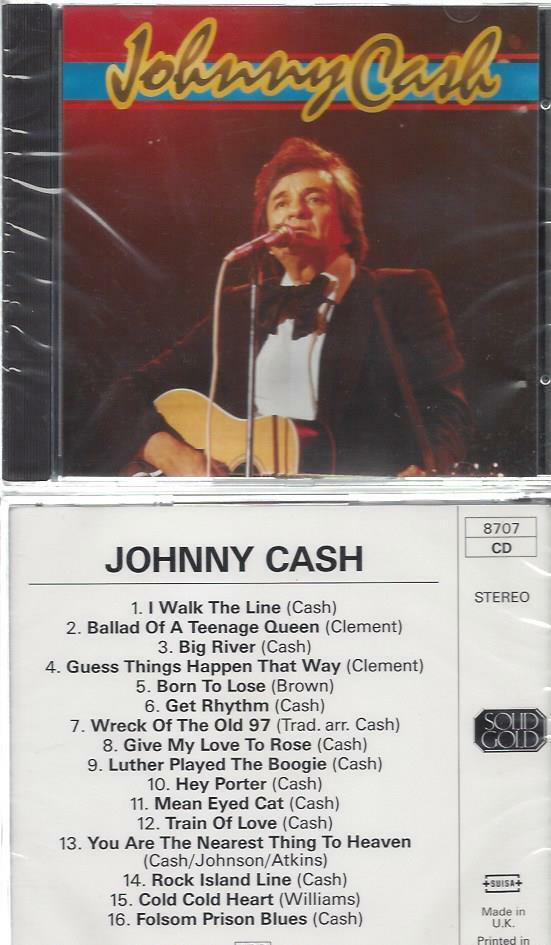 Johnny Cash
JOHNNY CASH
1. I Walk The Line (Cash)
2. Ballad Of A Teenage Queen (Clement)
3. Big River (Cash)
4. Guess Things Happen That Way (Clement)
5. Born To Lose (Brown)
6. Get Rhythm (Cash)
7. Wreck Of The Old 97 (Trad. arr. Cash)
8. Give My Love To Rose (Cash)
9. Luther Played The Boogie (Cash)
10. Hey Porter (Cash)
11. Mean Eyed Cat (Cash)
12. Train Of Love (Cash)
13. You Are The Nearest Thing To Heaven
(Cash/Johnson/Atkins)
14. Rock Island Line (Cash)
15. Cold Cold Heart (Williams)
16. Folsom Prison Blues (Cash)
8707
CD
STEREO
SOLID
GOLD
SUISA
Made in
U.K.
Printed in